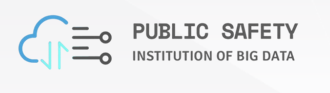 PUBLIC SAFETY
INSTITUTION OF BIG DATA